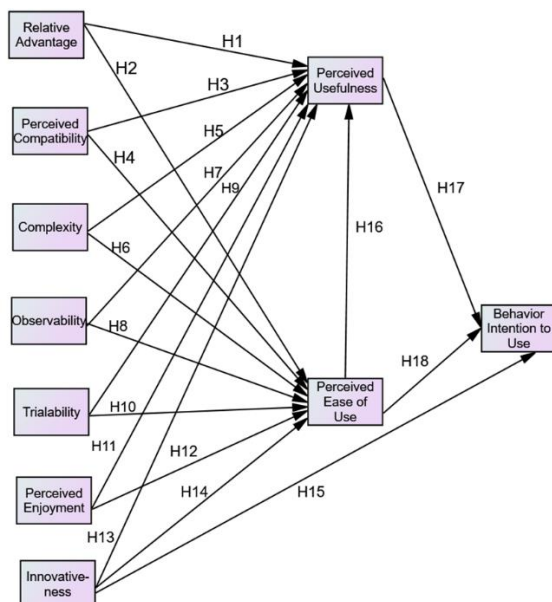 Relative
Advantage
H1
H2
Perceived
Usefulness
H3
Perceived
Compatibility
H5
H4
H7
H9
H17
Complexity
H6
H16
Observability
H8
Behavior
Intention to
Use
H18
Perceived
Ease of
Use
Trialability
H10
H11
H12
Perceived
Enjoyment
H14
H15
H13
Innovative-
ness